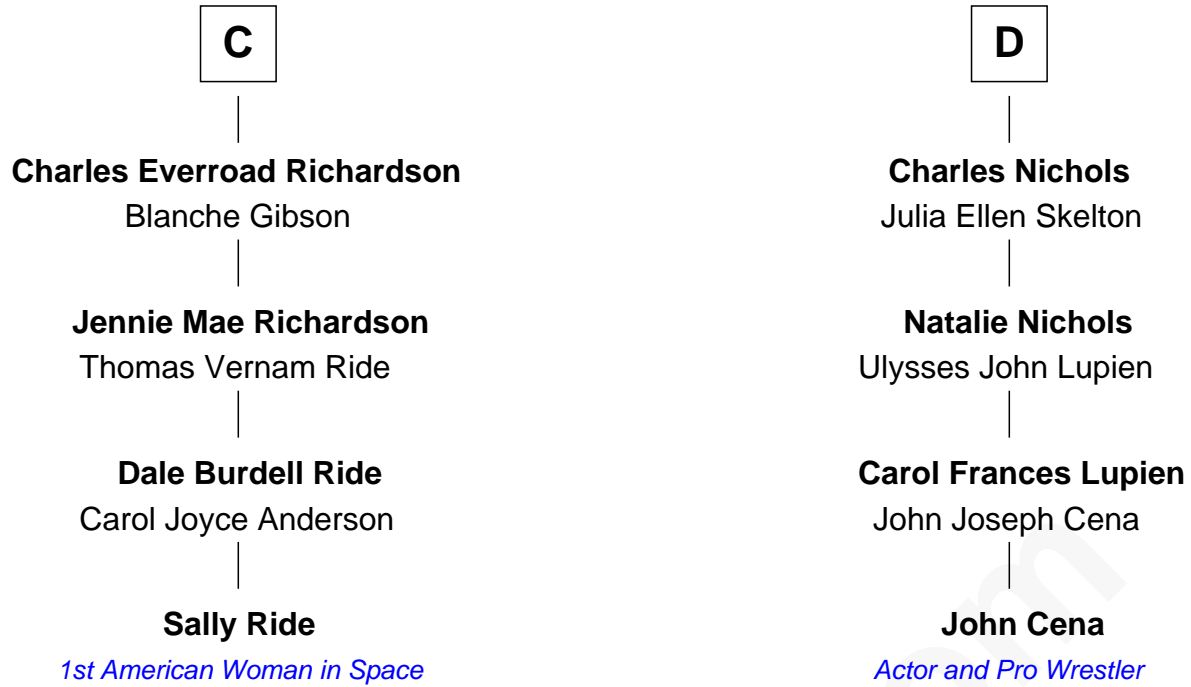 C
Charles Everroad Richardson
Blanche Gibson
Jennie Mae Richardson
Thomas Vernam Ride
Dale Burdell Ride
Carol Joyce Anderson
Sally Ride
1st American Woman in Space
D
Charles Nichols
Julia Ellen Skelton
Natalie Nichols
Ulysses John Lupien
Carol Frances Lupien
John Joseph Cena
John Cena
Actor and Pro Wrestler